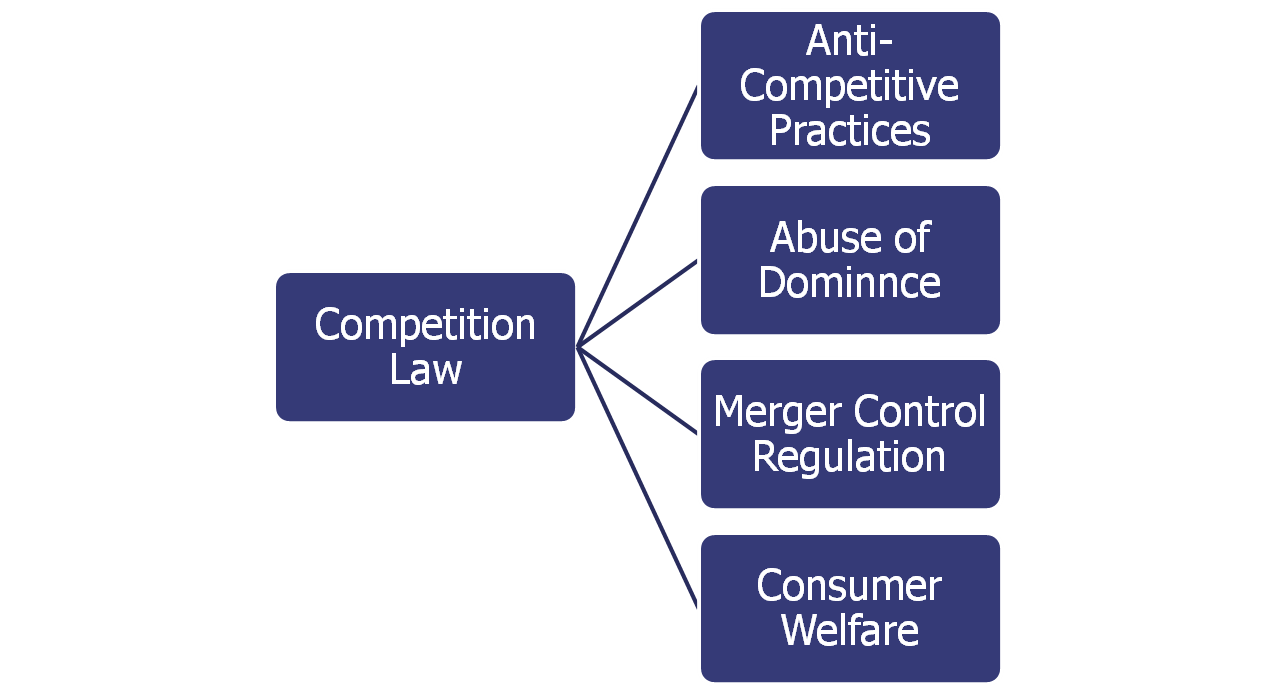 Anti-
Competitive
Practices
Abuse of
Dominnce
Competition
Law
Merger Control
Regulation
Consumer
Welfare